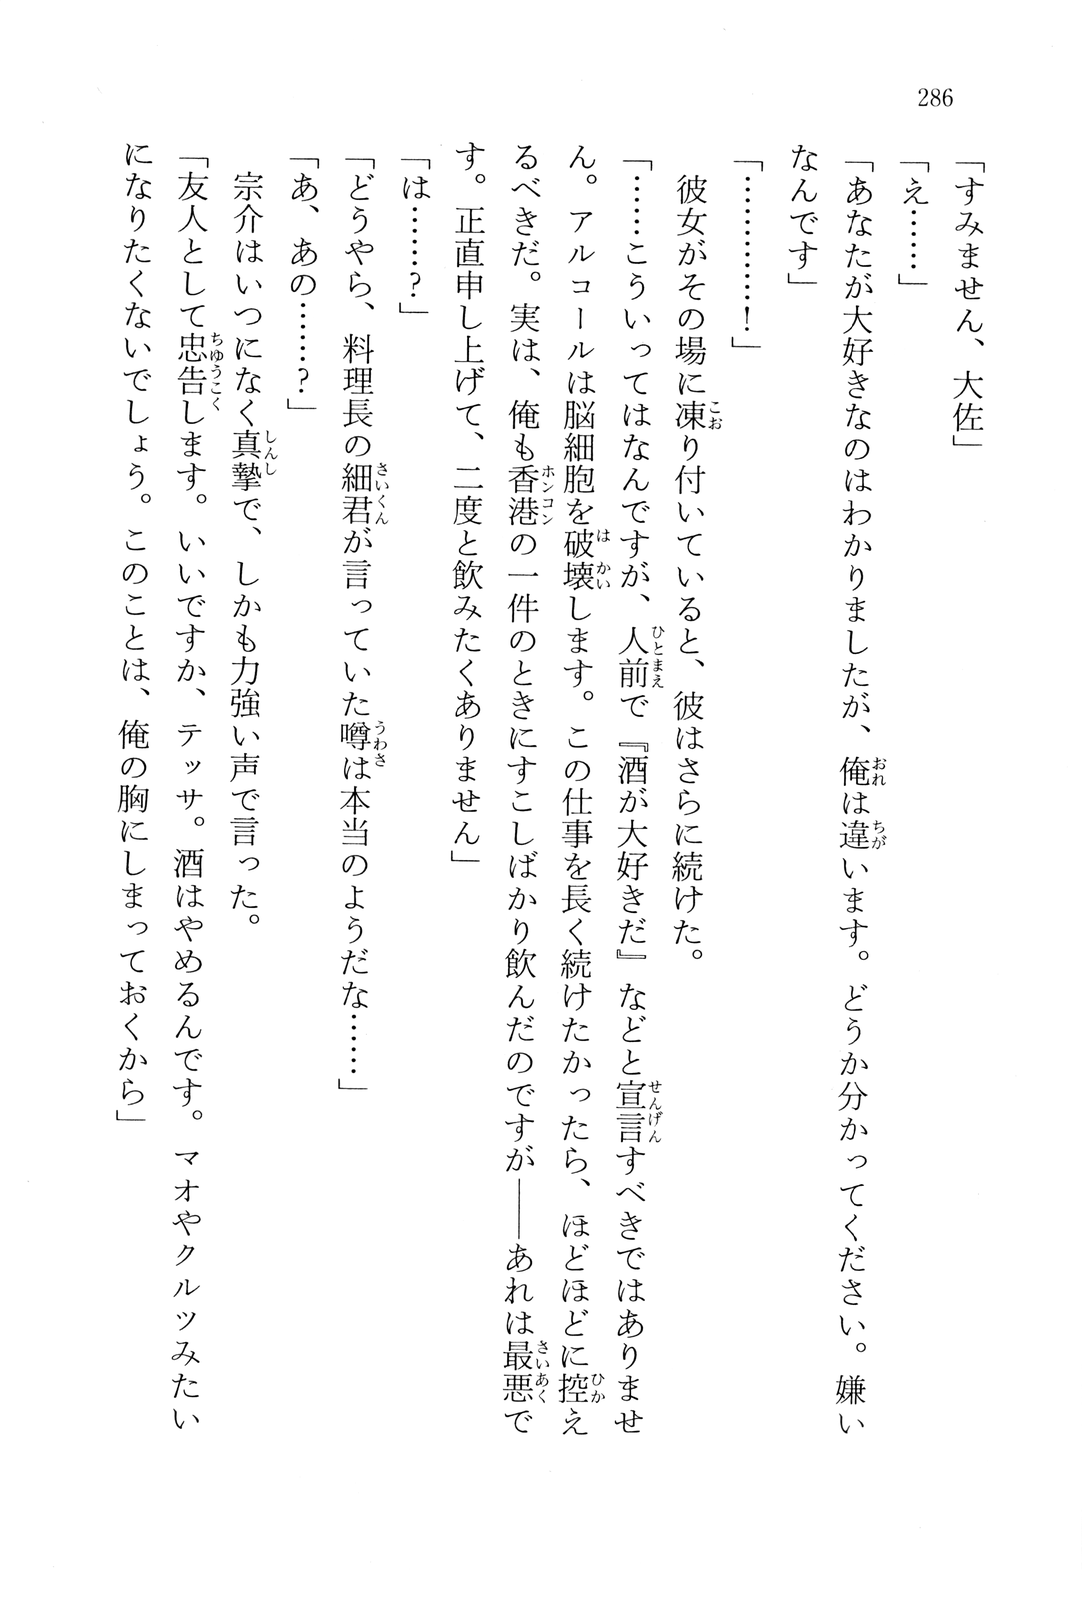 286
「すみません、大佐」
「え……」
「あなたが大好きなのはわかりましたが、俺は違います。どうか分かってください。嫌い
なんです」
「…………！」
　彼女がその場に凍り付いていると、彼はさらに続けた。
「……こういってはなんですが、人前で『酒が大好きだ』などと宣言すべきではありませ
ん。アルコールは脳細胞を破壊します。この仕事を長く続けたかったら、ほどほどに控え
るべきだ。実は、俺も香港の一件のときにすこしばかり飲んだのですが――あれは最悪で
す。正直申し上げて、二度と飲みたくありません」
「は……？」
「どうやら、料理長の細君が言っていた噂は本当のようだな……」
「あ、あの……？」
　宗介はいつになく真摯で、しかも力強い声で言った。
「友人として忠告します。いいですか、テッサ。酒はやめるんです。マオやクルツみたい
になりたくないでしょう。このことは、俺の胸にしまっておくから」